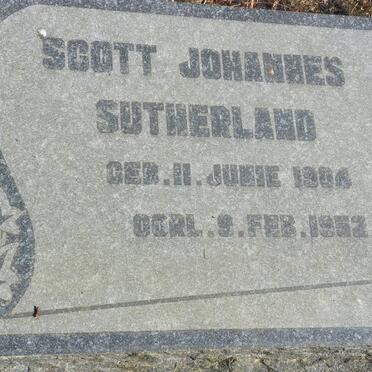 SCOTT JOHANNES
SUTHERLAND
GEB. 11. JUNIE 1904
OORL. 9. FEB. 1952